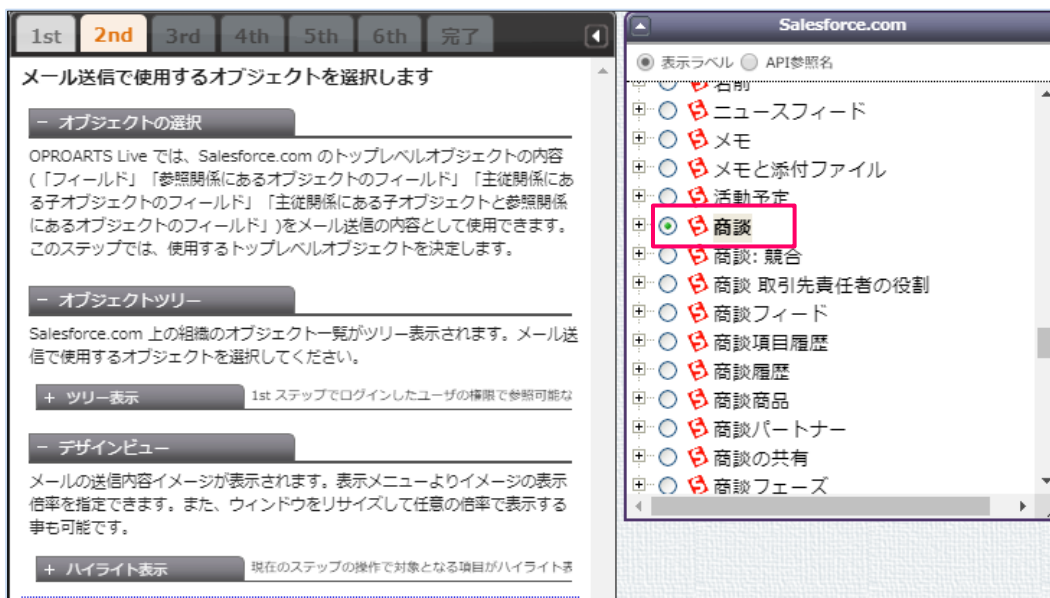 1st 2nd 3rd 4th 5th 6th 完了
メール送信で使用するオブジェクトを選択します
－ オブジェクトの選択
OPROARTS Live では、Salesforce.com のトップレベルオブジェクトの内容
(「フィールド」「参照関係にあるオブジェクトのフィールド」「主従関係にあ
る子オブジェクトのフィールド」「主従関係にある子オブジェクトと参照関係
にあるオブジェクトのフィールド」)をメール送信の内容として使用できます。
このステップでは、使用するトップレベルオブジェクトを決定します。
－ オブジェクトツリー
Salesforce.com 上の組織のオブジェクト一覧がツリー表示されます。メール送
信で使用するオブジェクトを選択してください。
＋ ツリー表示 1st ステップでログインしたユーザの権限で参照可能な
－ デザインビュー
メールの送信内容イメージが表示されます。表示メニューよりイメージの表示
倍率を指定できます。また、ウィンドウをリサイズして任意の倍率で表示する
事も可能です。
＋ ハイライト表示 現在のステップの操作で対象となる項目がハイライト表
Salesforce.com
表示ラベル API参照名
名前
ニュースフィード
メモ
メモと添付ファイル
活動予定
商談
商談: 競合
商談 取引先責任者の役割
商談フィード
商談項目履歴
商談履歴
商談商品
商談パートナー
商談の共有
商談フェーズ